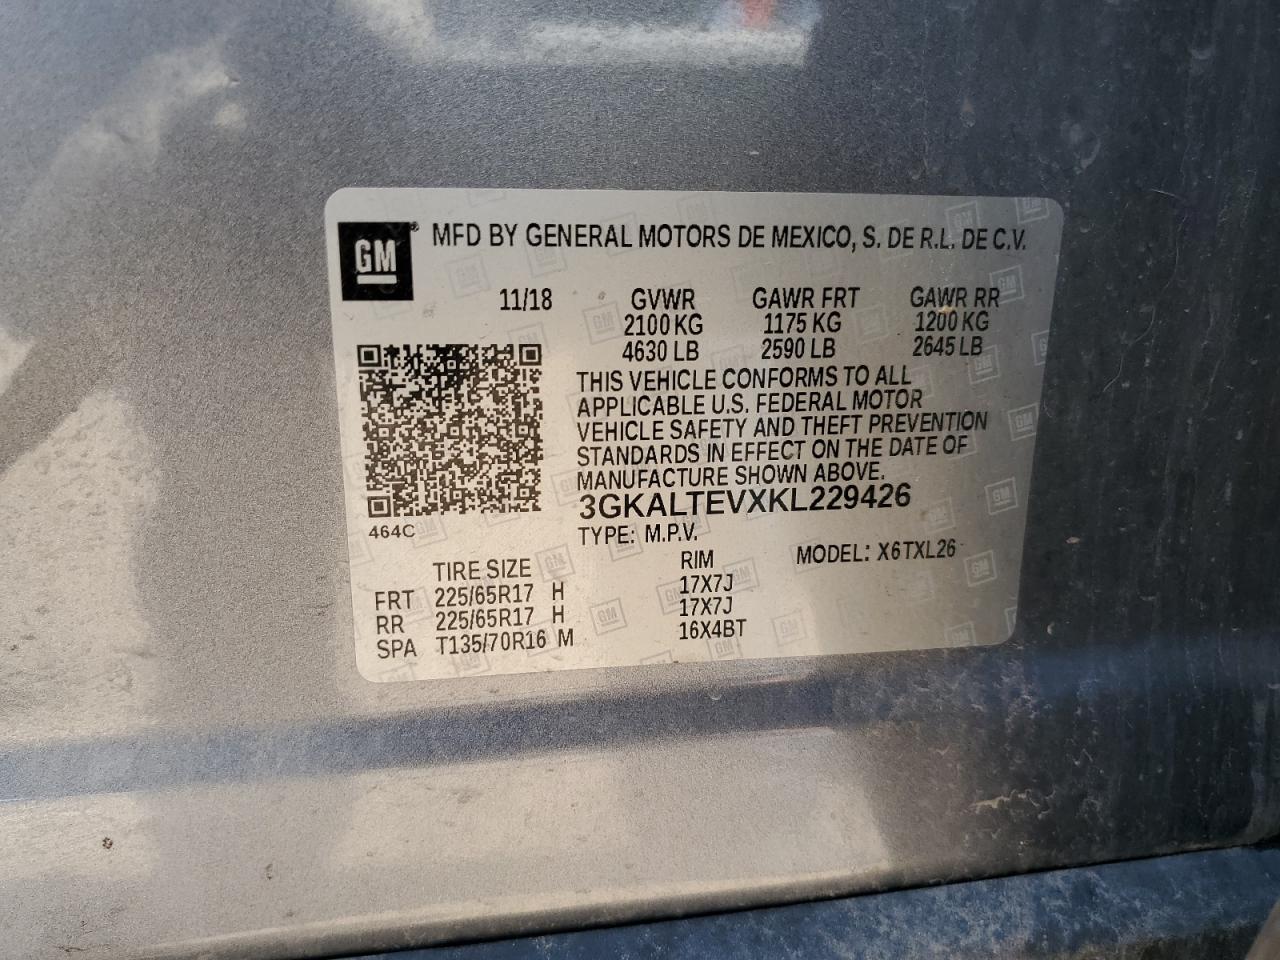 GM® MFD BY GENERAL MOTORS DE MEXICO, S. DE R.L. DE C.V.
11/18 GVWR GAWR FRT GAWR RR
2100 KG 1175 KG 1200 KG
4630 LB 2590 LB 2645 LB
THIS VEHICLE CONFORMS TO ALL
APPLICABLE U.S. FEDERAL MOTOR
VEHICLE SAFETY AND THEFT PREVENTION
STANDARDS IN EFFECT ON THE DATE OF
MANUFACTURE SHOWN ABOVE.
3GKALTEVXKL229426
464C TYPE: M.P.V. MODEL: X6TXL26
TIRE SIZE RIM
FRT 225/65R17 H 17X7J
RR 225/65R17 H 17X7J
SPA T135/70R16 M 16X4BT